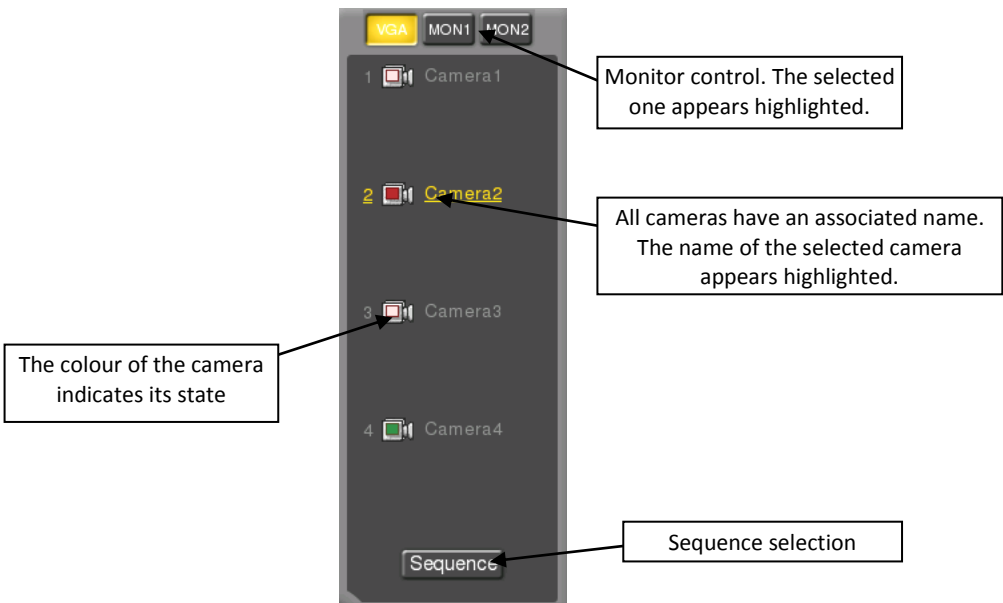 VGA MON1 MON2
1 Camera1
Monitor control. The selected
one appears highlighted.
2 Camera2
All cameras have an associated name.
The name of the selected camera
appears highlighted.
3 Camera3
The colour of the camera
indicates its state
4 Camera4
Sequence
Sequence selection